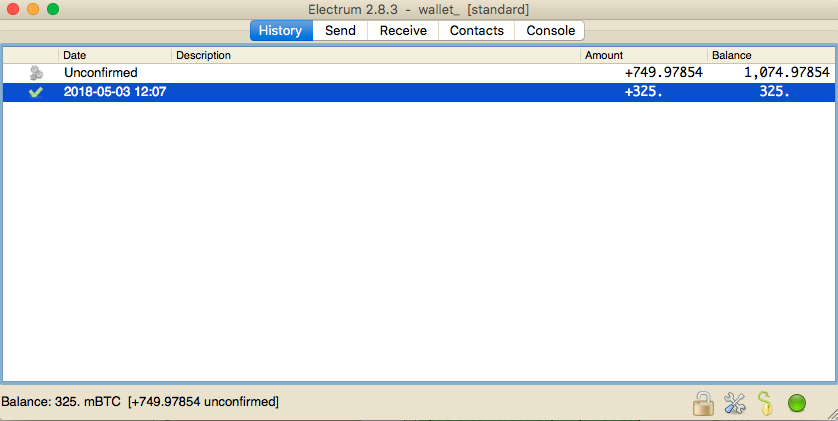 Electrum 2.8.3 - wallet_ [standard]
History Send Receive Contacts Console
Date Description Amount Balance
Unconfirmed +749.97854 1,074.97854
2018-05-03 12:07 +325. 325.
Balance: 325. mBTC [+749.97854 unconfirmed]